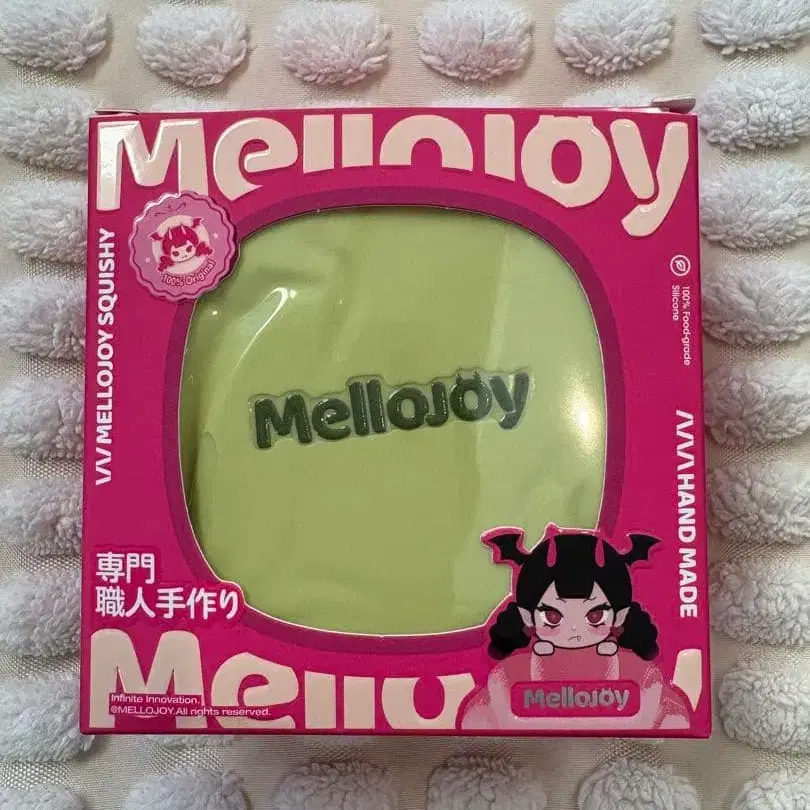 Mellojoy
100% Original
MELLOJOY SQUISHY
100% Food-grade
Silicone
Mellojoy
HAND MADE
専門
職人手作り
Infinite Innovation.
@MELLOJOY.All rights reserved.
Mellojoy